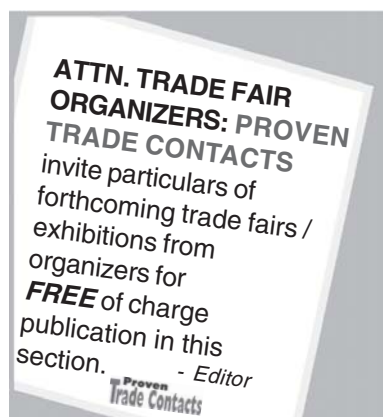 ATTN. TRADE FAIR
ORGANIZERS: PROVEN
TRADE CONTACTS
invite particulars of
forthcoming trade fairs /
exhibitions from
organizers for
FREE of charge
publication in this
section. - Editor
Proven
Trade Contacts